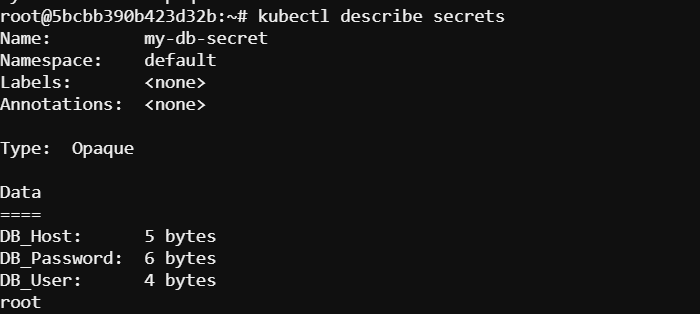 root@5bcbb390b423d32b:~# kubectl describe secrets
Name: my-db-secret
Namespace: default
Labels: <none>
Annotations: <none>
Type: Opaque
Data
====
DB_Host: 5 bytes
DB_Password: 6 bytes
DB_User: 4 bytes
root